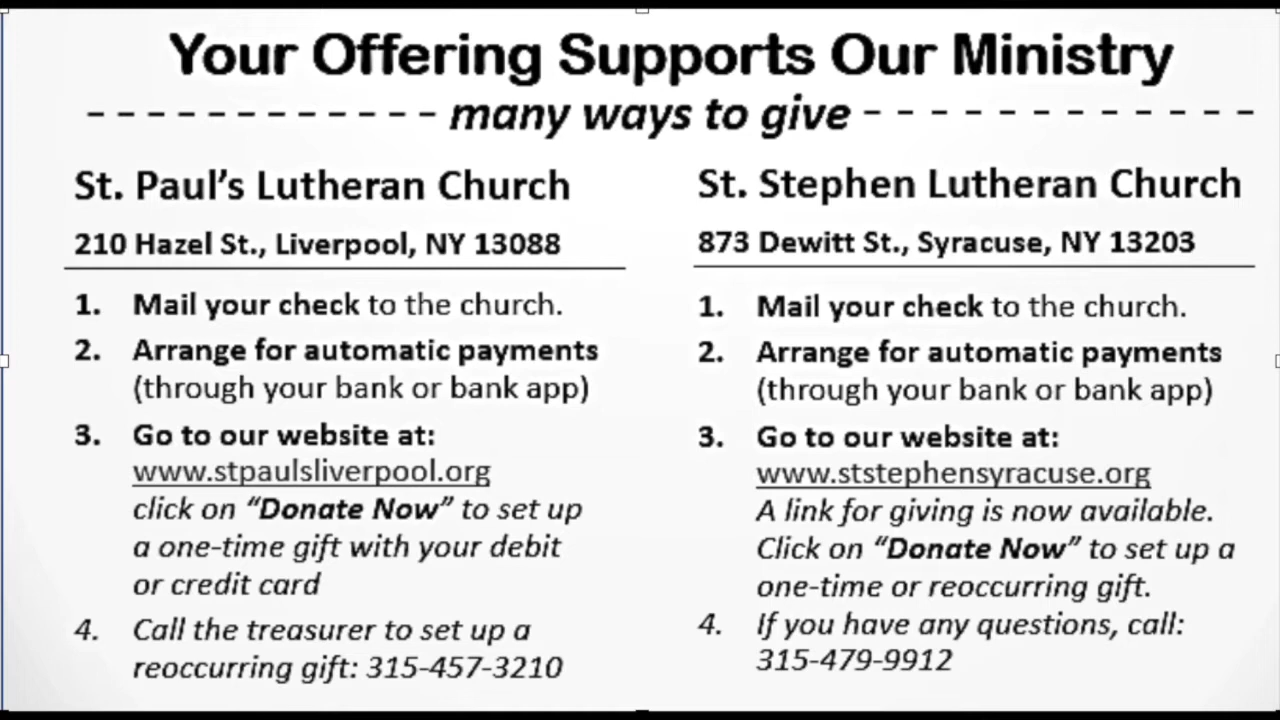 Your Offering Supports Our Ministry
- - - - - - - - - - - - many ways to give - - - - - - - - - - - - -
St. Paul's Lutheran Church
210 Hazel St., Liverpool, NY 13088
1. Mail your check to the church.
2. Arrange for automatic payments
(through your bank or bank app)
3. Go to our website at:
www.stpaulsliverpool.org
click on “Donate Now” to set up
a one-time gift with your debit
or credit card
4. Call the treasurer to set up a
reoccurring gift: 315-457-3210
St. Stephen Lutheran Church
873 Dewitt St., Syracuse, NY 13203
1. Mail your check to the church.
2. Arrange for automatic payments
(through your bank or bank app)
3. Go to our website at:
www.ststephensyracuse.org
A link for giving is now available.
Click on “Donate Now” to set up a
one-time or reoccurring gift.
4. If you have any questions, call:
315-479-9912